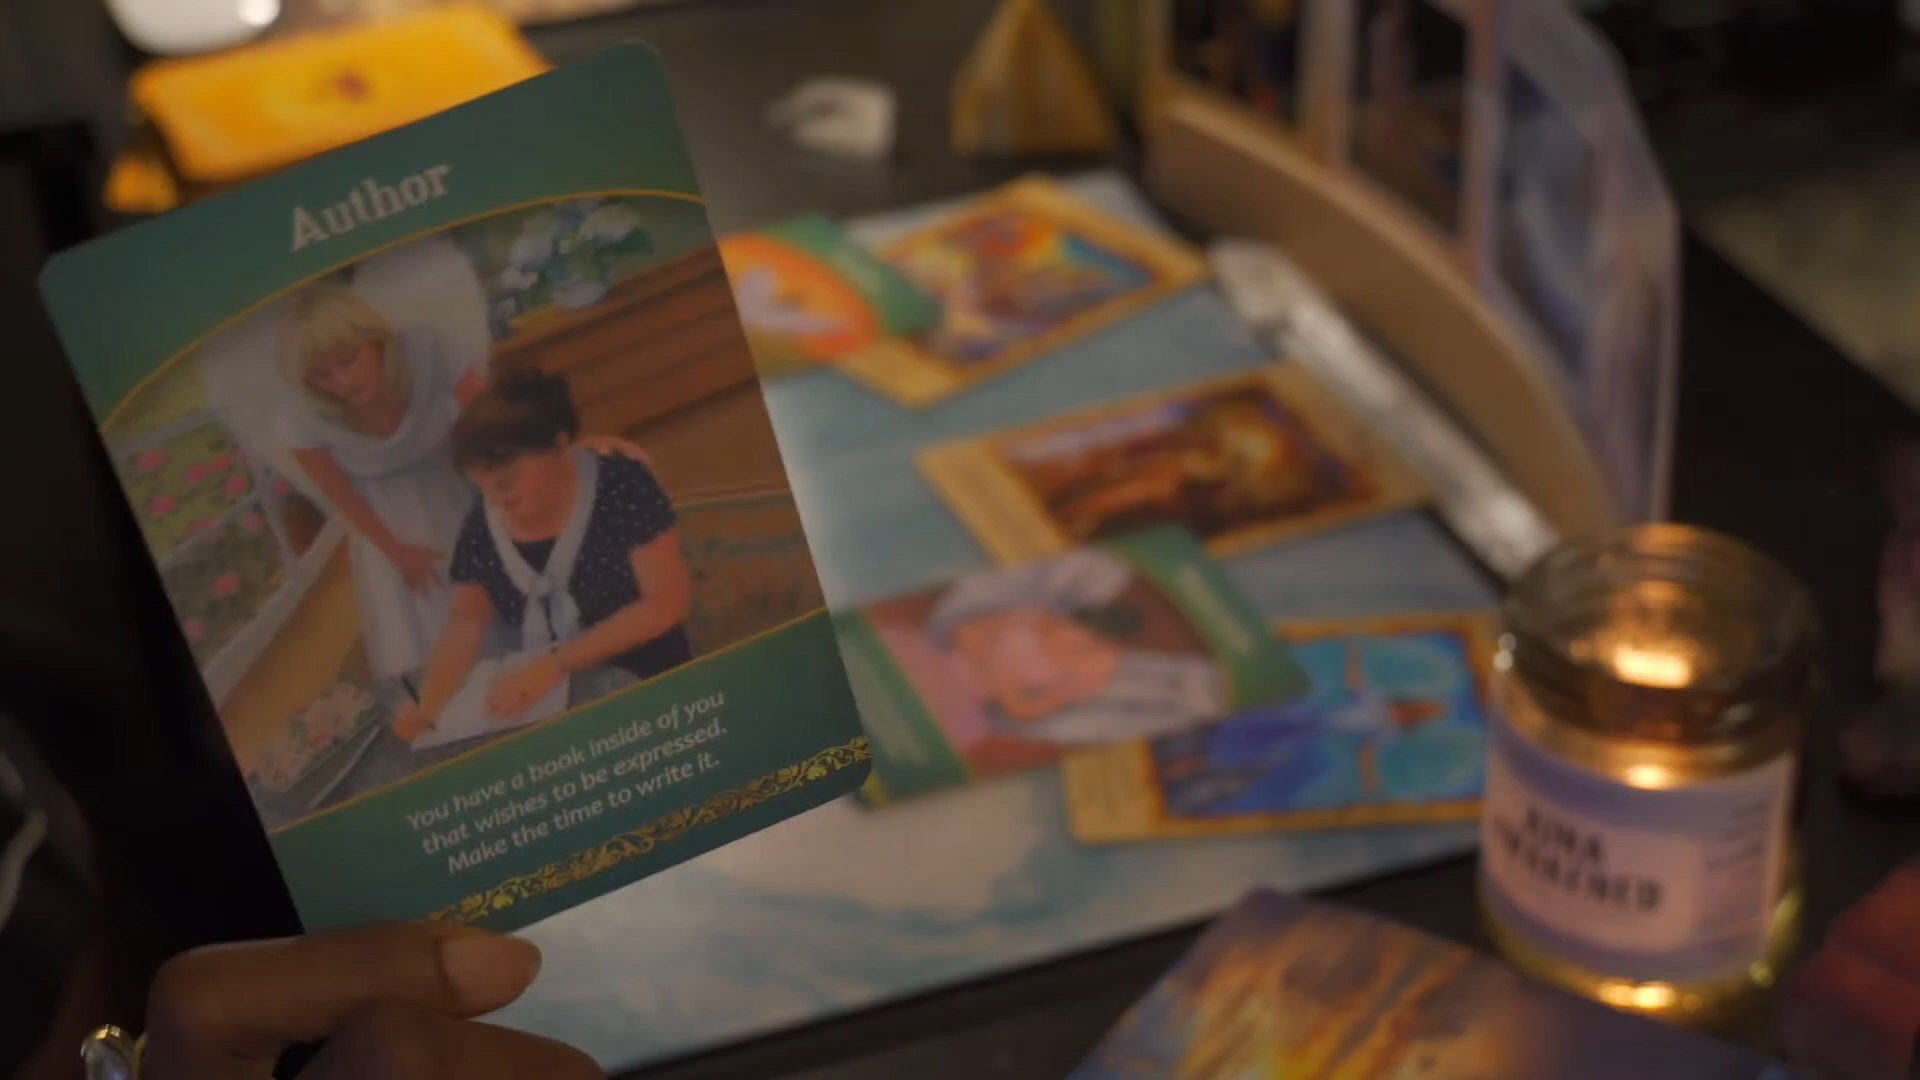 Author
You have a book inside of you
that wishes to be expressed.
Make the time to write it.